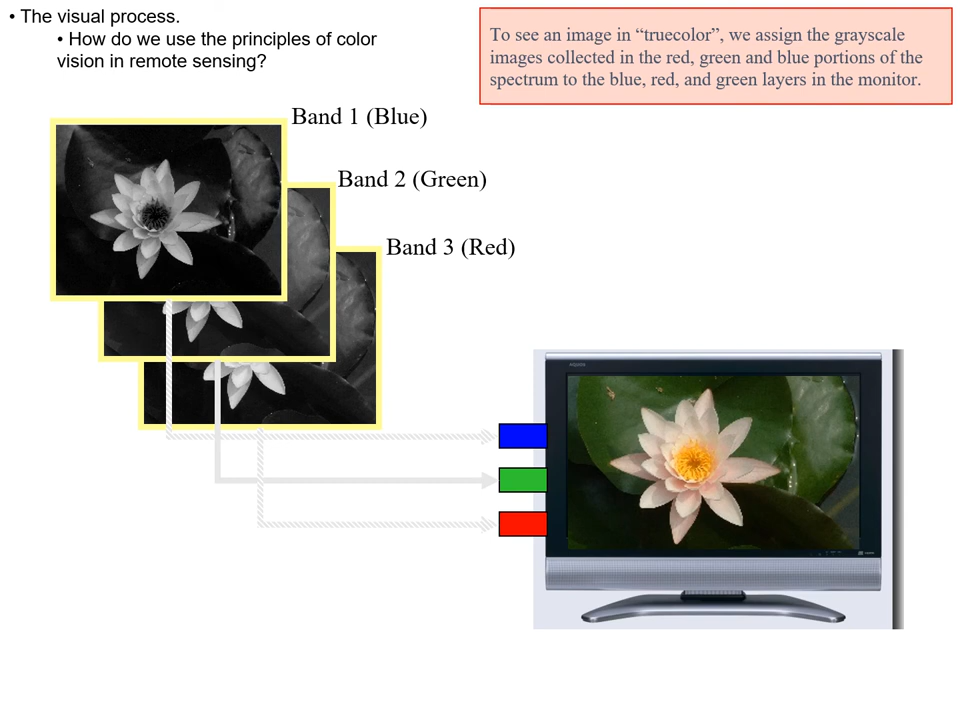 • The visual process.
• How do we use the principles of color
vision in remote sensing?
To see an image in “truecolor”, we assign the grayscale
images collected in the red, green and blue portions of the
spectrum to the blue, red, and green layers in the monitor.
Band 1 (Blue)
Band 2 (Green)
Band 3 (Red)